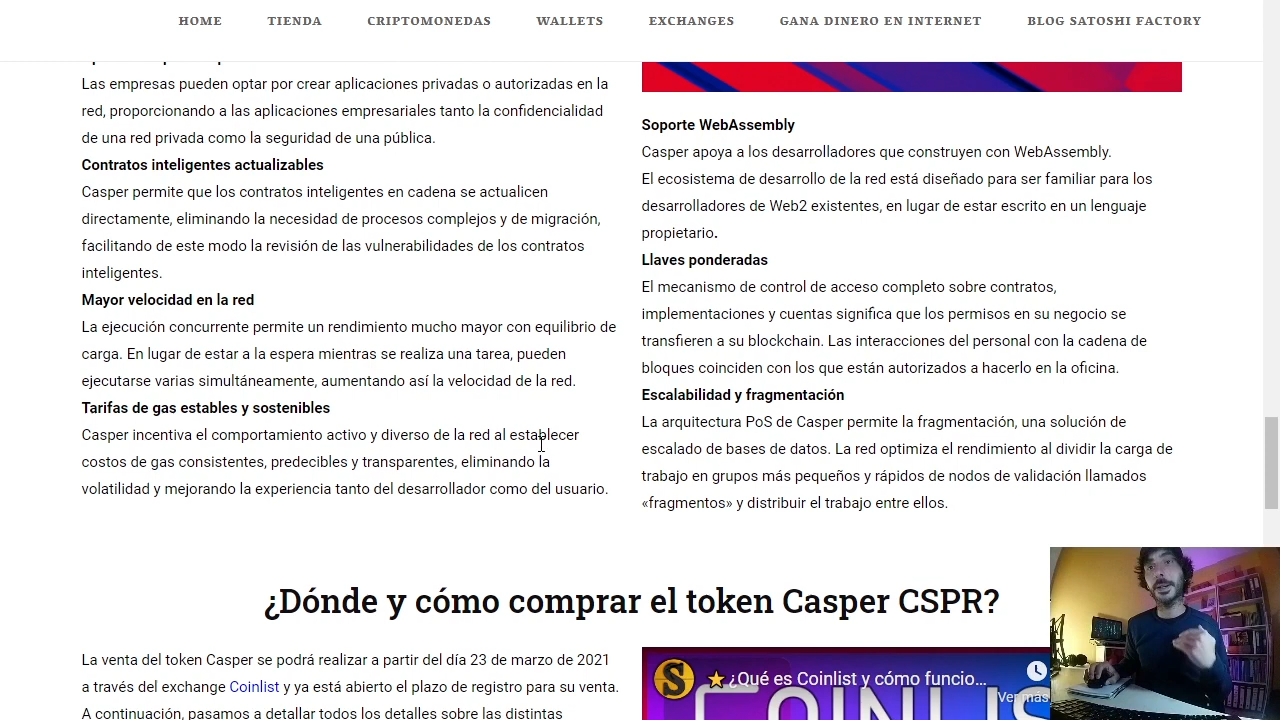 HOME TIENDA CRIPTOMONEDAS WALLETS EXCHANGES GANA DINERO EN INTERNET BLOG SATOSHI FACTORY
Las empresas pueden optar por crear aplicaciones privadas o autorizadas en la
red, proporcionando a las aplicaciones empresariales tanto la confidencialidad
de una red privada como la seguridad de una pública.
Contratos inteligentes actualizables
Casper permite que los contratos inteligentes en cadena se actualicen
directamente, eliminando la necesidad de procesos complejos y de migración,
facilitando de este modo la revisión de las vulnerabilidades de los contratos
inteligentes.
Mayor velocidad en la red
La ejecución concurrente permite un rendimiento mucho mayor con equilibrio de
carga. En lugar de estar a la espera mientras se realiza una tarea, pueden
ejecutarse varias simultáneamente, aumentando así la velocidad de la red.
Tarifas de gas estables y sostenibles
Casper incentiva el comportamiento activo y diverso de la red al establecer
costos de gas consistentes, predecibles y transparentes, eliminando la
volatilidad y mejorando la experiencia tanto del desarrollador como del usuario.
Soporte WebAssembly
Casper apoya a los desarrolladores que construyen con WebAssembly.
El ecosistema de desarrollo de la red está diseñado para ser familiar para los
desarrolladores de Web2 existentes, en lugar de estar escrito en un lenguaje
propietario.
Llaves ponderadas
El mecanismo de control de acceso completo sobre contratos,
implementaciones y cuentas significa que los permisos en su negocio se
transfieren a su blockchain. Las interacciones del personal con la cadena de
bloques coinciden con los que están autorizados a hacerlo en la oficina.
Escalabilidad y fragmentación
La arquitectura PoS de Casper permite la fragmentación, una solución de
escalado de bases de datos. La red optimiza el rendimiento al dividir la carga de
trabajo en grupos más pequeños y rápidos de nodos de validación llamados
«fragmentos» y distribuir el trabajo entre ellos.
¿Dónde y cómo comprar el token Casper CSPR?
La venta del token Casper se podrá realizar a partir del día 23 de marzo de 2021
a través del exchange Coinlist y ya está abierto el plazo de registro para su venta.
A continuación, pasamos a detallar todos los detalles sobre las distintas
¿Qué es Coinlist y cómo funcio...
Ver más
COINLIS